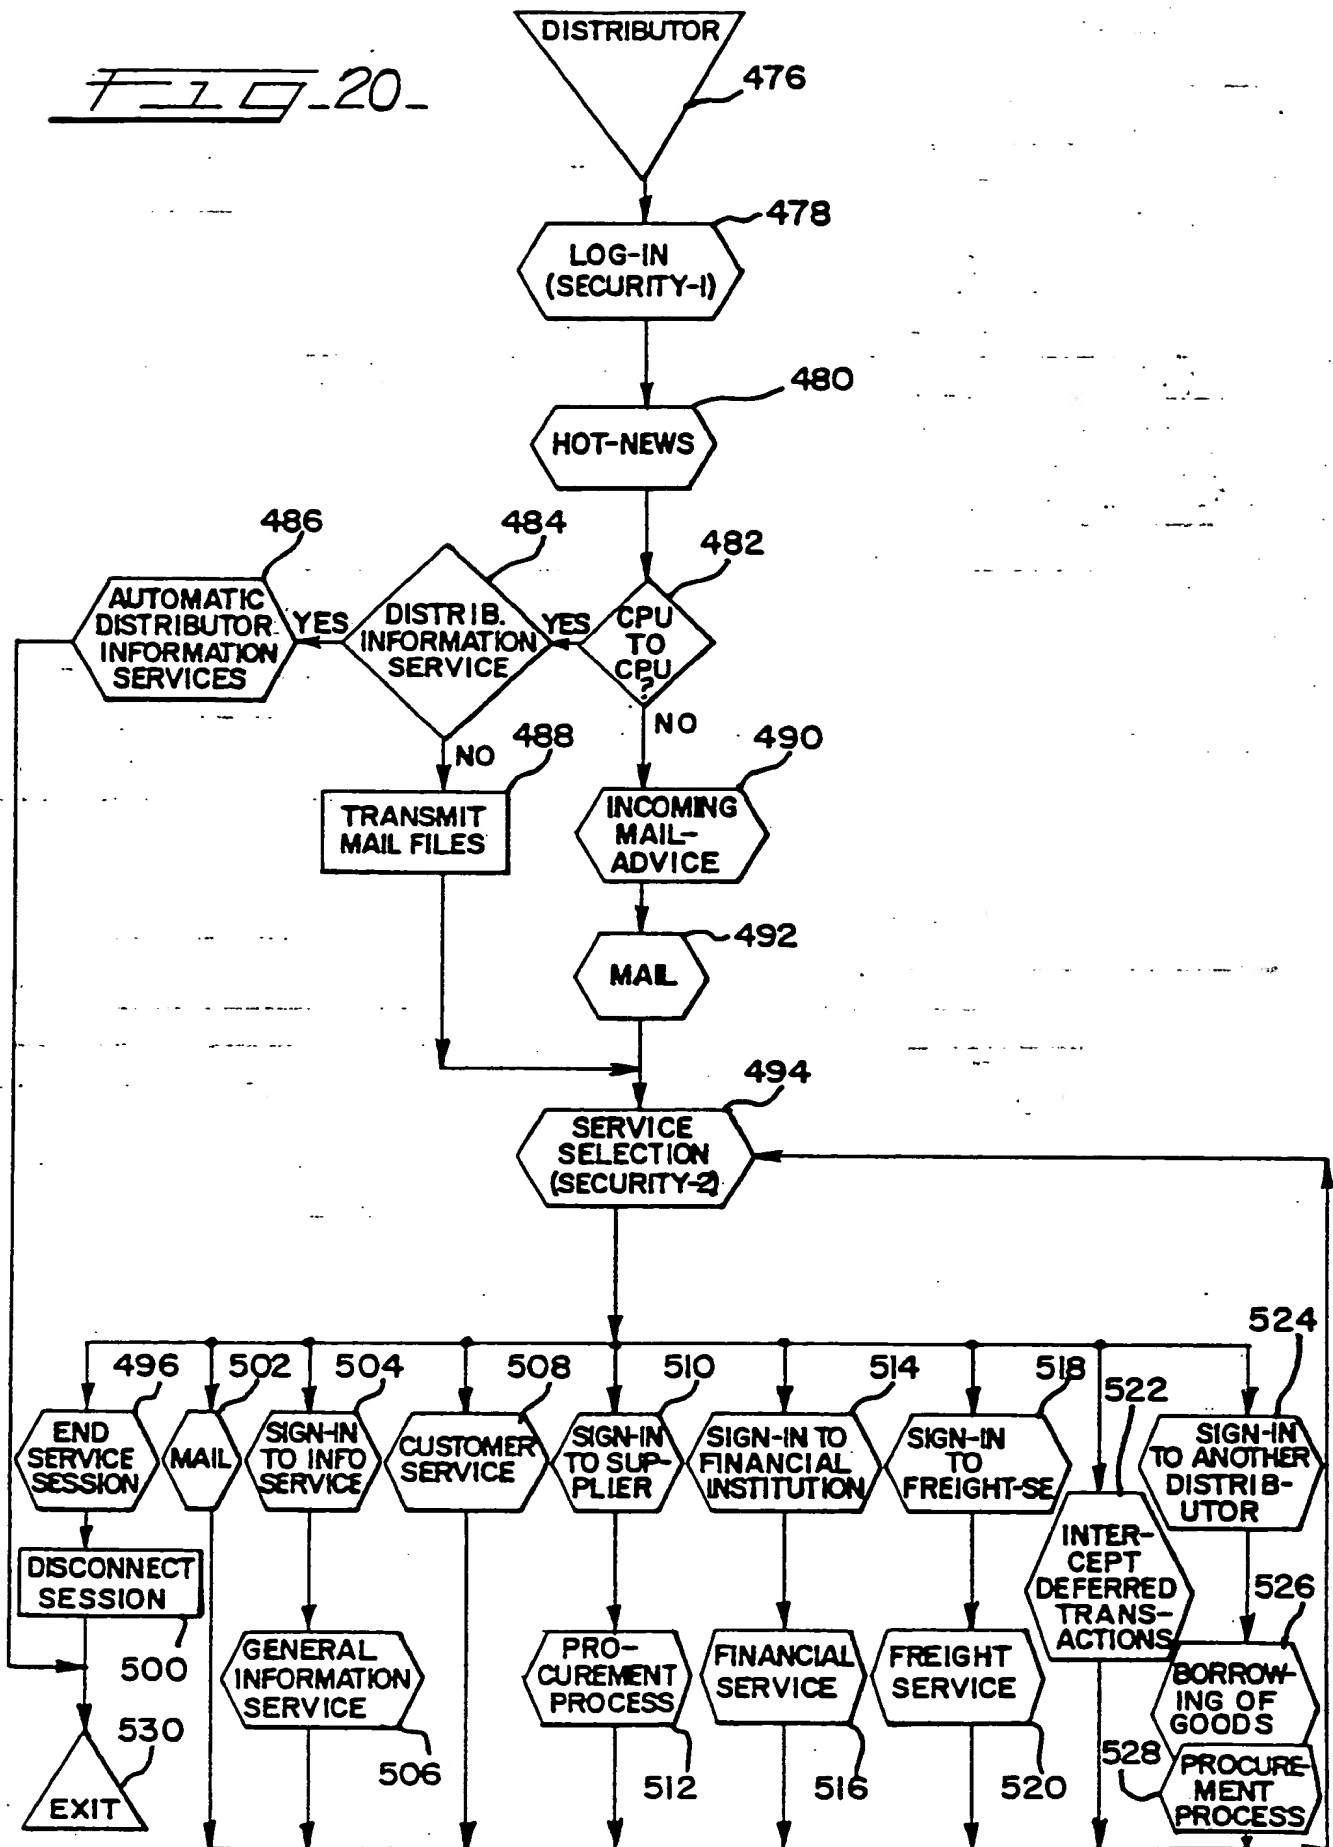 DISTRIBUTOR
Fig_20_
476
478
LOG-IN
(SECURITY-1)
480
HOT-NEWS
486
484
482
AUTOMATIC
DISTRIBUTOR
INFORMATION
SERVICES
YES
DISTRIB.
INFORMATION
SERVICE
YES
CPU
TO
CPU
?
NO
NO
488
490
TRANSMIT
MAIL FILES
INCOMING
MAIL-
ADVICE
492
MAIL
494
SERVICE
SELECTION
(SECURITY-2)
496
502
504
508
510
514
518
522
524
END
SERVICE
SESSION
MAIL
SIGN-IN
TO INFO
SERVICE
CUSTOMER
SERVICE
SIGN-IN
TO SUP-
PLIER
SIGN-IN TO
FINANCIAL
INSTITUTION
SIGN-IN
TO
FREIGHT-SE
INTER-
CEPT
DEFERRED
TRANS-
ACTIONS
SIGN-IN
TO ANOTHER
DISTRIB-
UTOR
DISCONNECT
SESSION
500
526
GENERAL
INFORMATION
SERVICE
506
PRO-
CUREMENT
PROCESS
512
FINANCIAL
SERVICE
516
FREIGHT
SERVICE
520
BORROW-
ING OF
GOODS
528
PROCURE-
MENT
PROCESS
530
EXIT